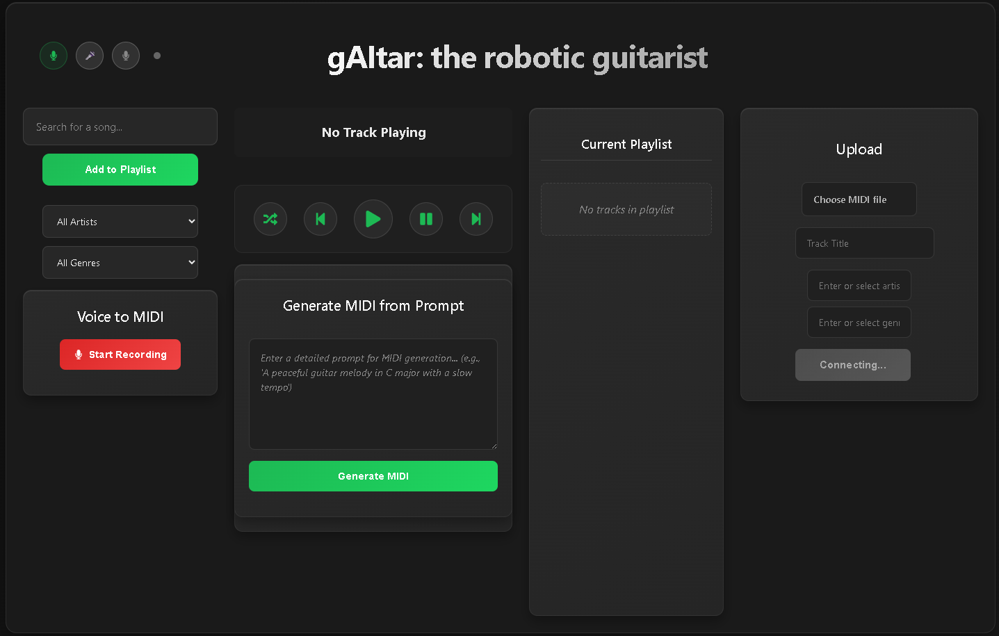 gAItar: the robotic guitarist
Search for a song...
Add to Playlist
All Artists
All Genres
Voice to MIDI
Start Recording
No Track Playing
Generate MIDI from Prompt
Enter a detailed prompt for MIDI generation... (e.g.,
'A peaceful guitar melody in C major with a slow
tempo')
Generate MIDI
Current Playlist
No tracks in playlist
Upload
Choose MIDI file
Track Title
Enter or select artis
Enter or select gen
Connecting...